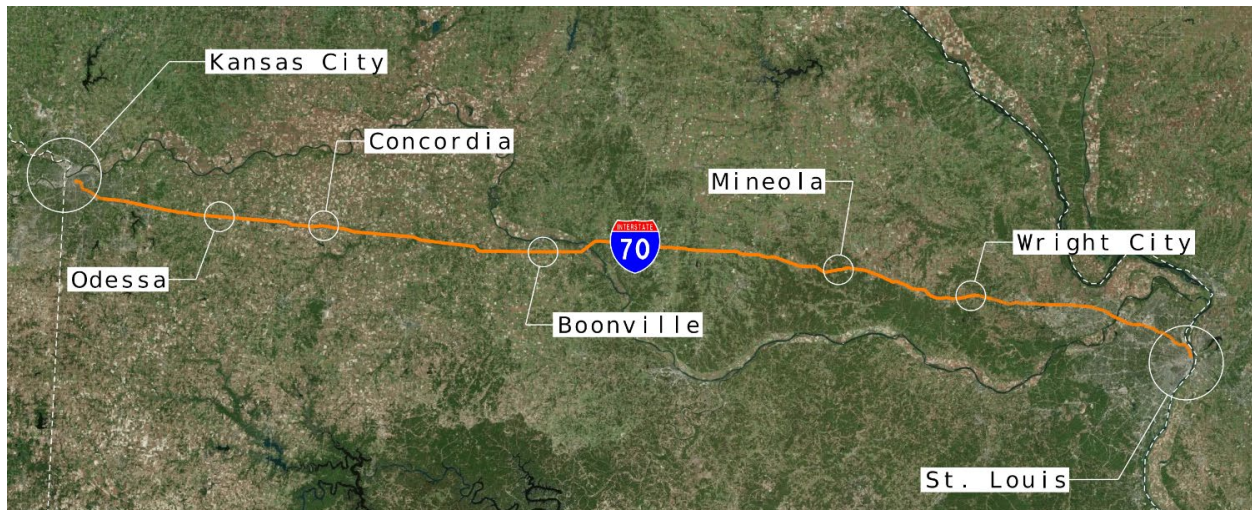 Kansas City
Concordia
Mineola
INTERSTATE
70
Wright City
Odessa
Boonville
St. Louis